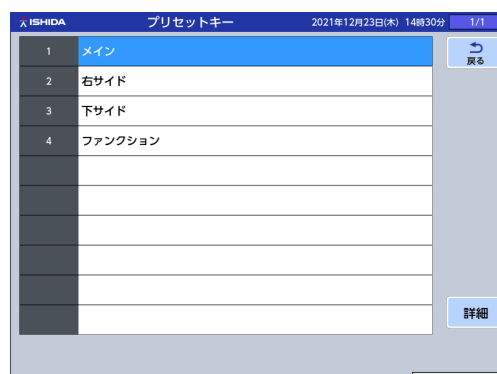 ISHIDA プリセットキー 2021年12月23日(木) 14時30分 1/1
1 メイン
戻る
2 右サイド
3 下サイド
4 ファンクション
詳細